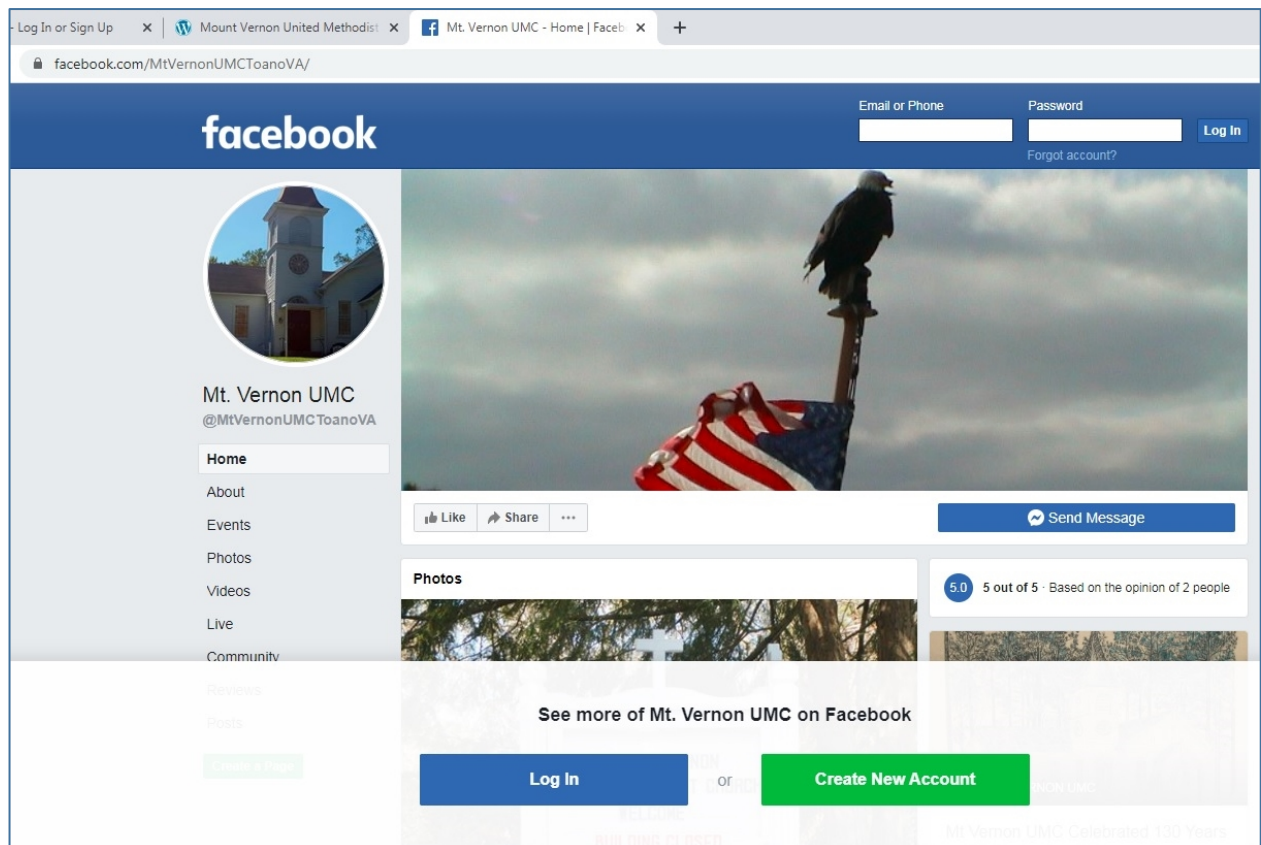 - Log In or Sign Up
Mount Vernon United Methodist
Mt. Vernon UMC - Home | Faceb
facebook.com/MtVernonUMCToanoVA/
facebook
Email or Phone
Password
Log In
Forgot account?
Mt. Vernon UMC
@MtVernonUMCToanoVA
Home
About
Events
Photos
Videos
Live
Community
Reviews
Posts
Create a Page
Like
Share
Send Message
Photos
5.0
5 out of 5 · Based on the opinion of 2 people
See more of Mt. Vernon UMC on Facebook
Log In
or
Create New Account
WELCOME
BUILDING CLOSED
Mt Vernon UMC Celebrated 130 Years